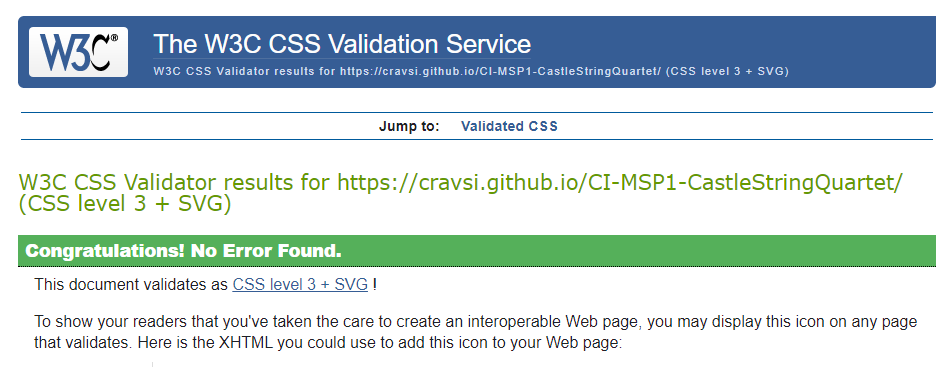 W3C®
The W3C CSS Validation Service
W3C CSS Validator results for https://cravsi.github.io/CI-MSP1-CastleStringQuartet/ (CSS level 3 + SVG)
Jump to: Validated CSS
W3C CSS Validator results for https://cravsi.github.io/CI-MSP1-CastleStringQuartet/
(CSS level 3 + SVG)
Congratulations! No Error Found.
This document validates as CSS level 3 + SVG !
To show your readers that you've taken the care to create an interoperable Web page, you may display this icon on any page
that validates. Here is the XHTML you could use to add this icon to your Web page: